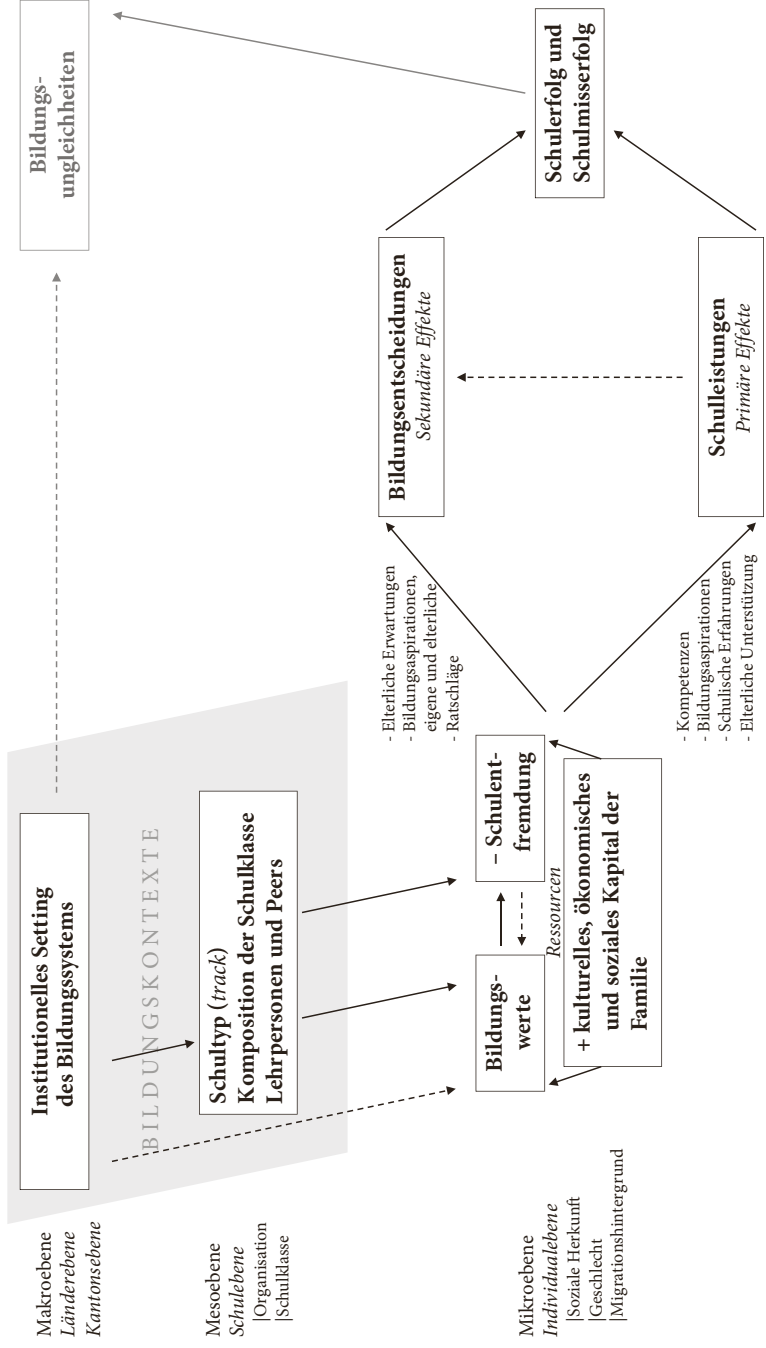 Makroebene
Länderebene
Kantonsebene
Institutionelles Setting
des Bildungssystems
Bildungs-
ungleichheiten
BILDUNGSKONTEXTE
Mesoebene
Schulebene
|Organisation
|Schulklasse
Schultyp (track)
Komposition der Schulklasse
Lehrpersonen und Peers
- Elterliche Erwartungen
- Bildungsaspirationen,
eigene und elterliche
- Ratschläge
Bildungsentscheidungen
Sekundäre Effekte
Mikroebene
Individualebene
|Soziale Herkunft
|Geschlecht
|Migrationshintergrund
Bildungs-
werte
– Schulent-
fremdung
Ressourcen
+ kulturelles, ökonomisches
und soziales Kapital der
Familie
Schulerfolg und
Schulmisserfolg
- Kompetenzen
- Bildungsaspirationen
- Schulische Erfahrungen
- Elterliche Unterstützung
Schulleistungen
Primäre Effekte